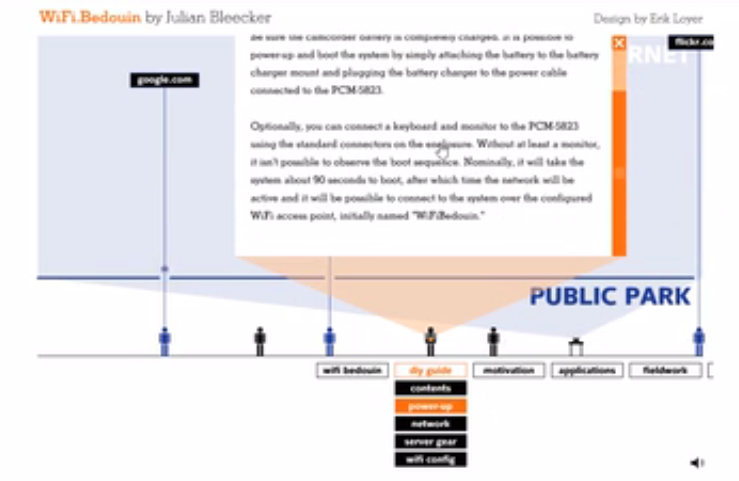 WiFi.Bedouin by Julian Bleecker
Design by Erik Loyer
Be sure the camcorder battery is completely charged. It is possible to
power-up and boot the system by simply attaching the battery to the battery
charger mount and plugging the battery charger to the power cable
connected to the PCM-5823.
Optionally, you can connect a keyboard and monitor to the PCM-5823
using the standard connectors on the enclosure. Without at least a monitor,
it isn't possible to observe the boot sequence. Nominally, it will take the
system about 90 seconds to boot, after which time the network will be
active and it will be possible to connect to the system over the configured
WiFi access point, initially named "WiFiBedouin."
RNET
google.com
flickr.co
PUBLIC PARK
wifi bedouin
diy guide
motivation
applications
fieldwork
contents
power-up
network
server gear
wifi config